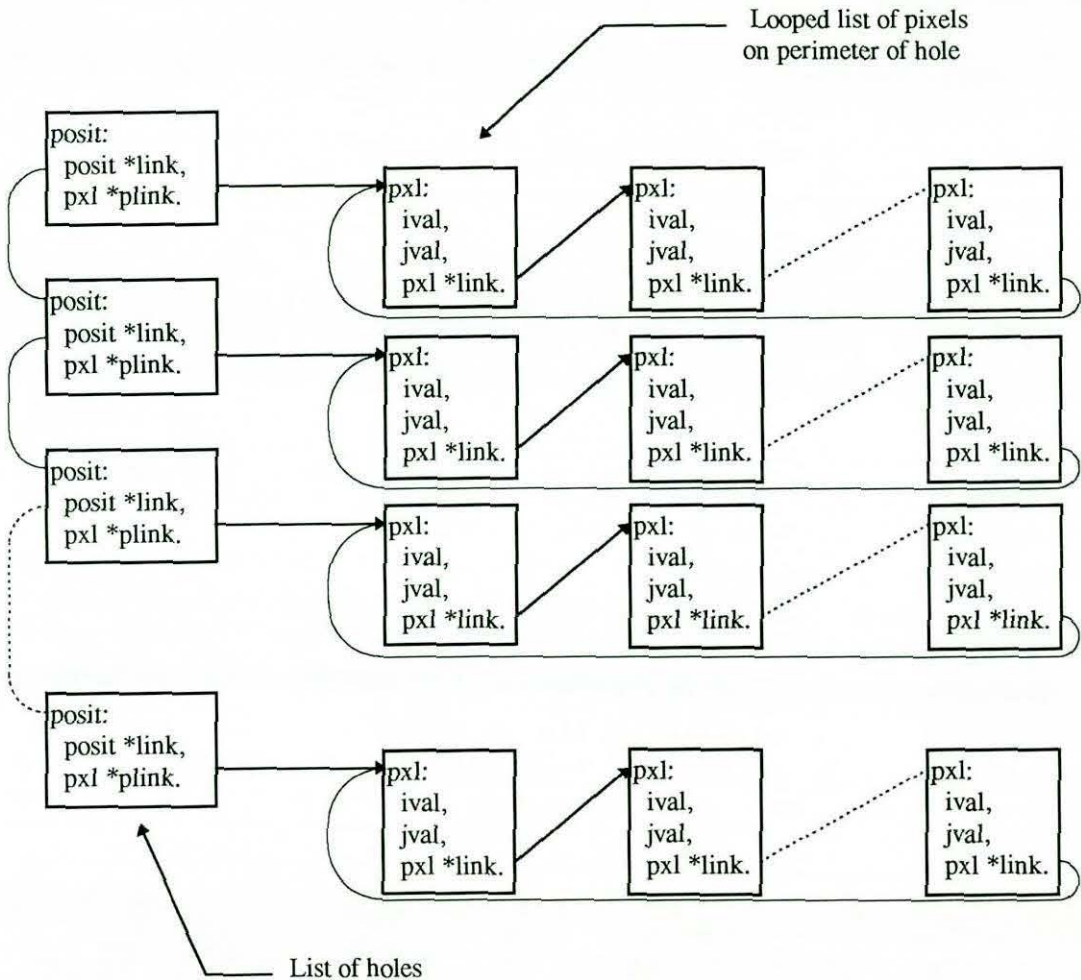 Looped list of pixels
on perimeter of hole
posit:
posit *link,
pxl *plink.
pxl:
ival,
jval,
pxl *link.
pxl:
ival,
jval,
pxl *link.
pxl:
ival,
jval,
pxl *link.
posit:
posit *link,
pxl *plink.
pxl:
ival,
jval,
pxl *link.
pxl:
ival,
jval,
pxl *link.
pxl:
ival,
jval,
pxl *link.
posit:
posit *link,
pxl *plink.
pxl:
ival,
jval,
pxl *link.
pxl:
ival,
jval,
pxl *link.
pxl:
ival,
jval,
pxl *link.
posit:
posit *link,
pxl *plink.
pxl:
ival,
jval,
pxl *link.
pxl:
ival,
jval,
pxl *link.
pxl:
ival,
jval,
pxl *link.
List of holes